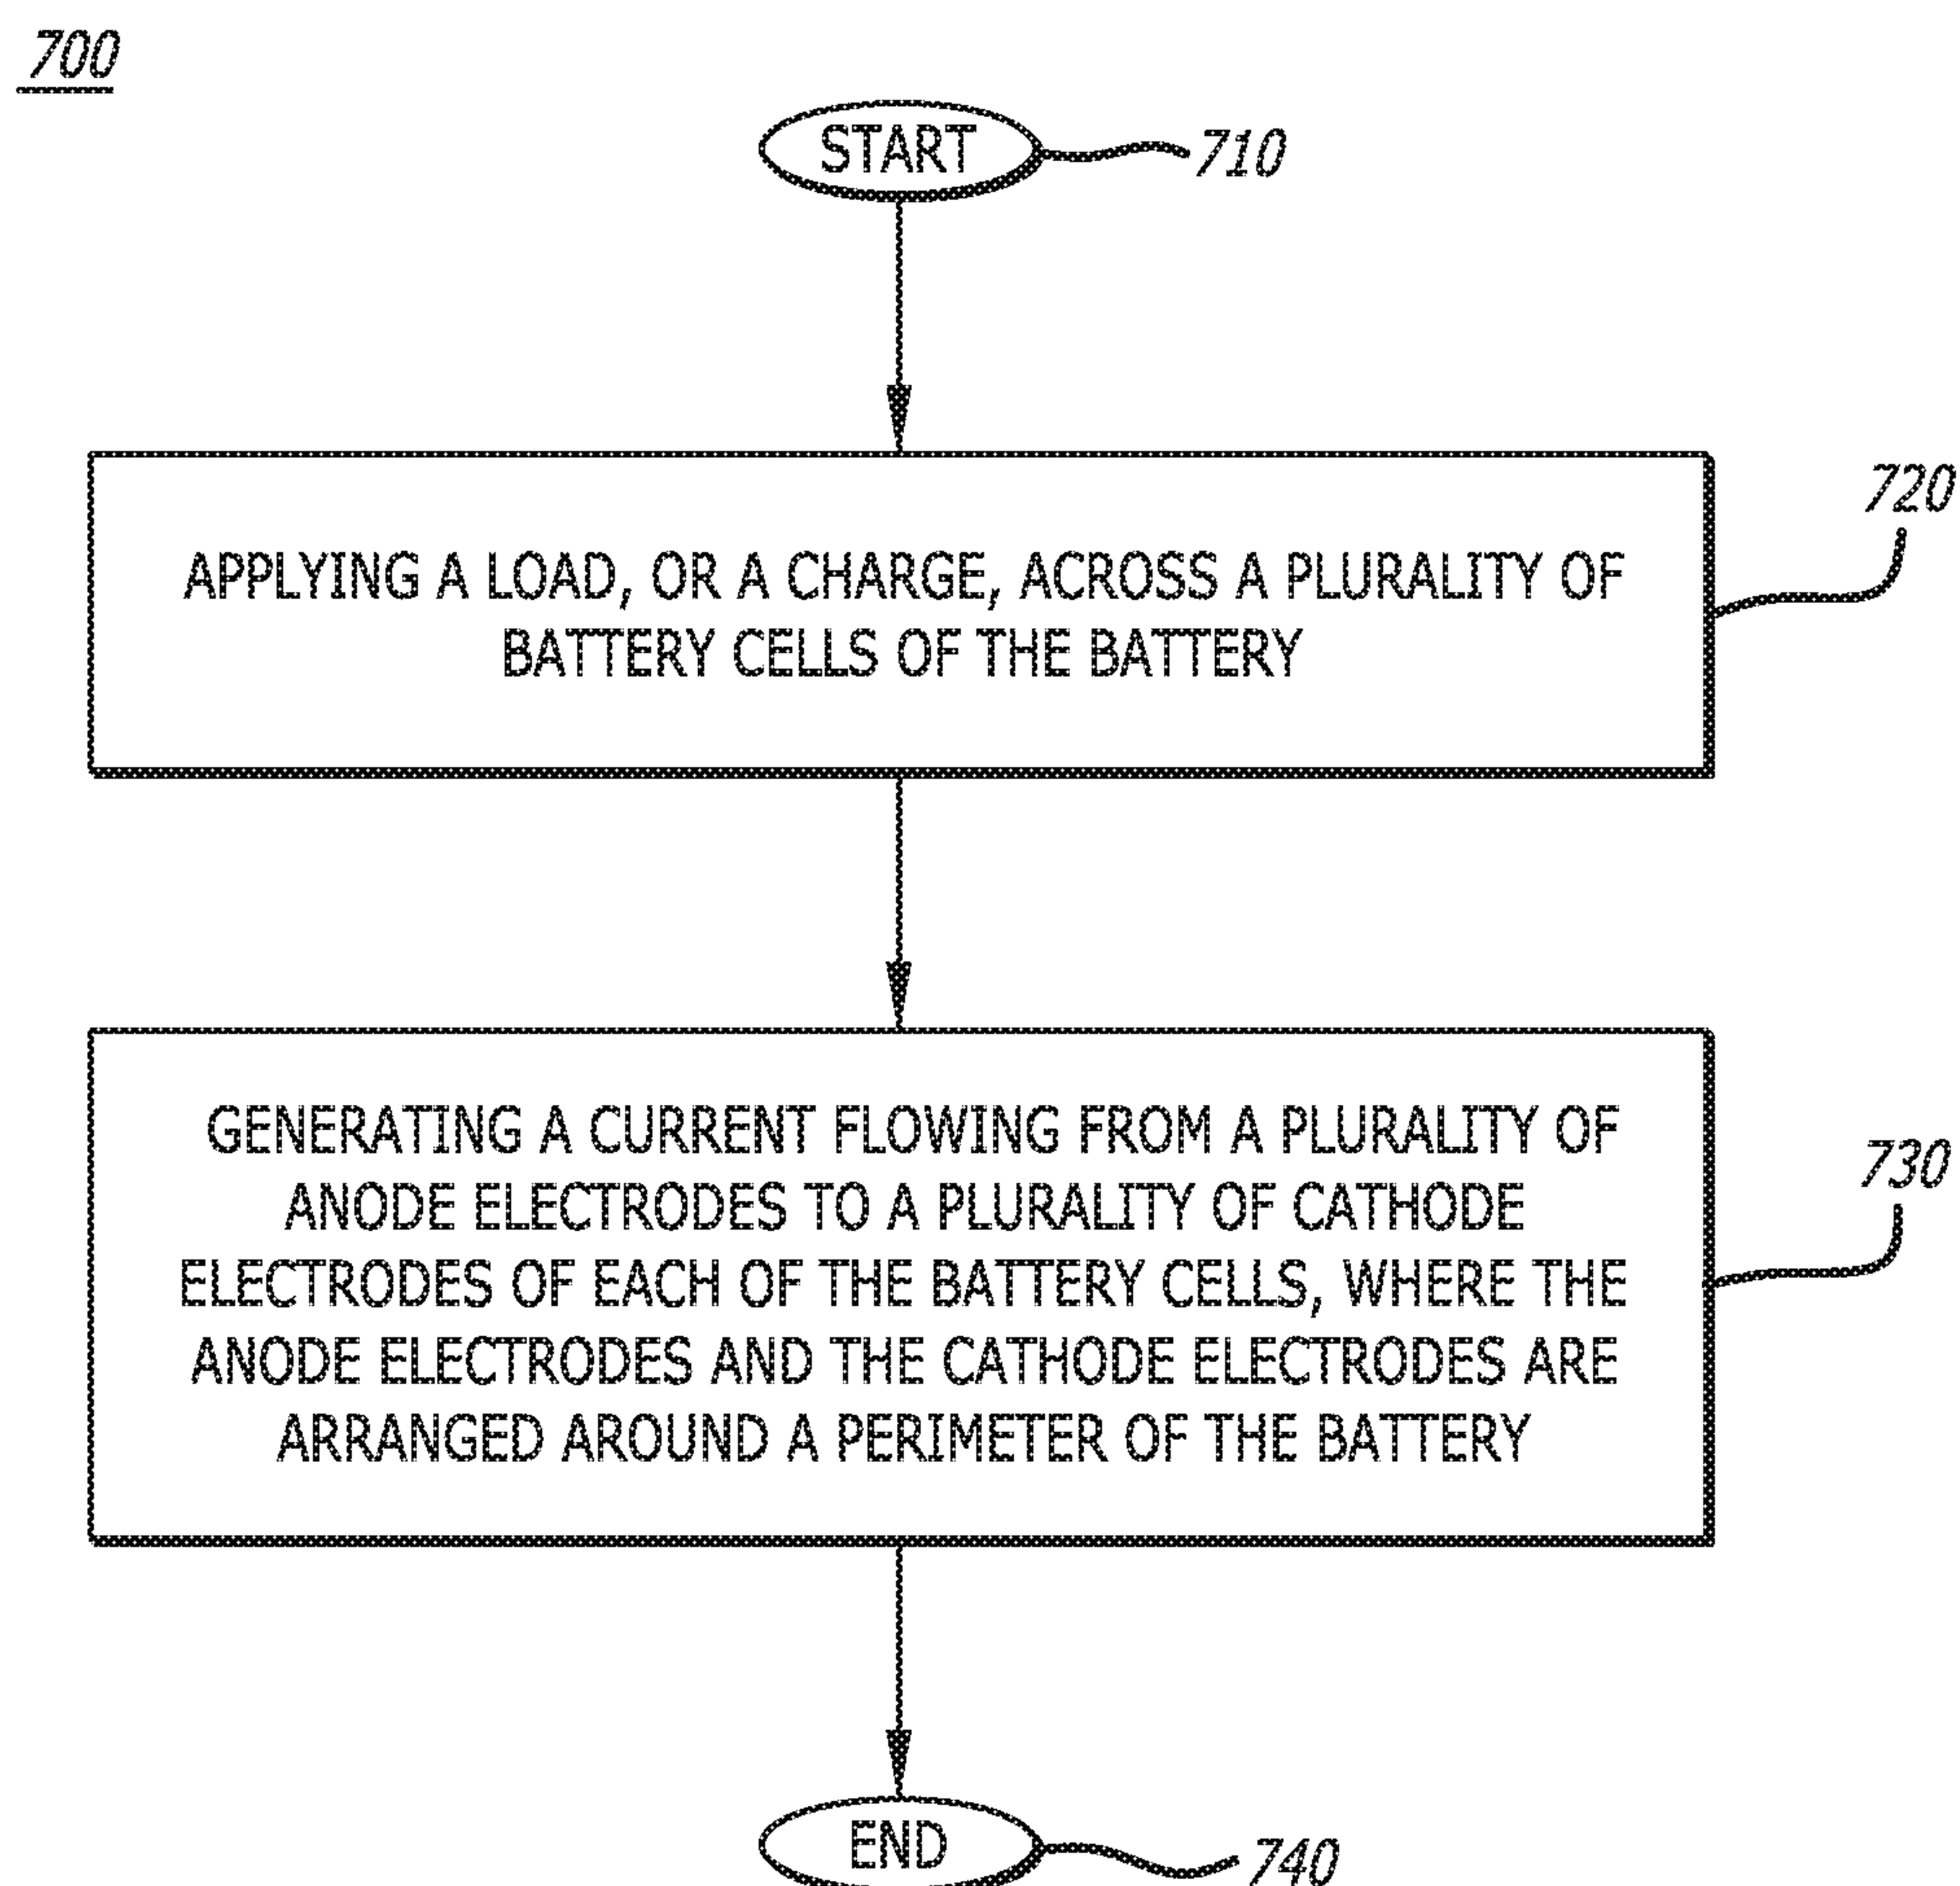 700
START
710
720
APPLYING A LOAD, OR A CHARGE, ACROSS A PLURALITY OF
BATTERY CELLS OF THE BATTERY
730
GENERATING A CURRENT FLOWING FROM A PLURALITY OF
ANODE ELECTRODES TO A PLURALITY OF CATHODE
ELECTRODES OF EACH OF THE BATTERY CELLS, WHERE THE
ANODE ELECTRODES AND THE CATHODE ELECTRODES ARE
ARRANGED AROUND A PERIMETER OF THE BATTERY
END
740